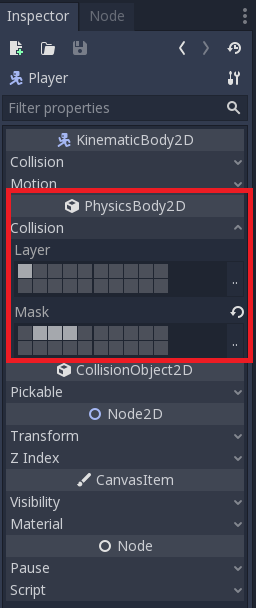 Inspector Node
Player
Filter properties
KinematicBody2D
Collision
Motion
PhysicsBody2D
Collision
Layer
..
Mask
..
CollisionObject2D
Pickable
Node2D
Transform
Z Index
CanvasItem
Visibility
Material
Node
Pause
Script